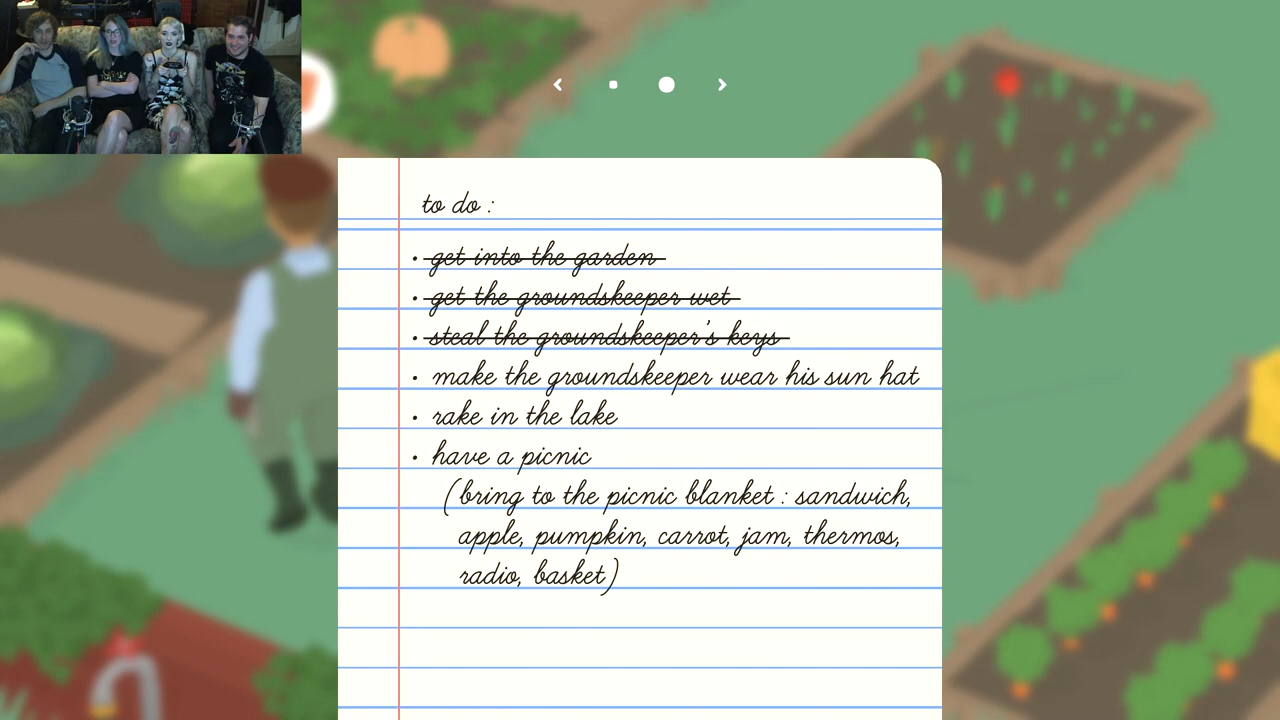 to do :
• get into the garden
• get the groundskeeper wet
• steal the groundskeeper's keys
• make the groundskeeper wear his sun hat
• rake in the lake
• have a picnic
(bring to the picnic blanket : sandwich,
apple, pumpkin, carrot, jam, thermos,
radio, basket)